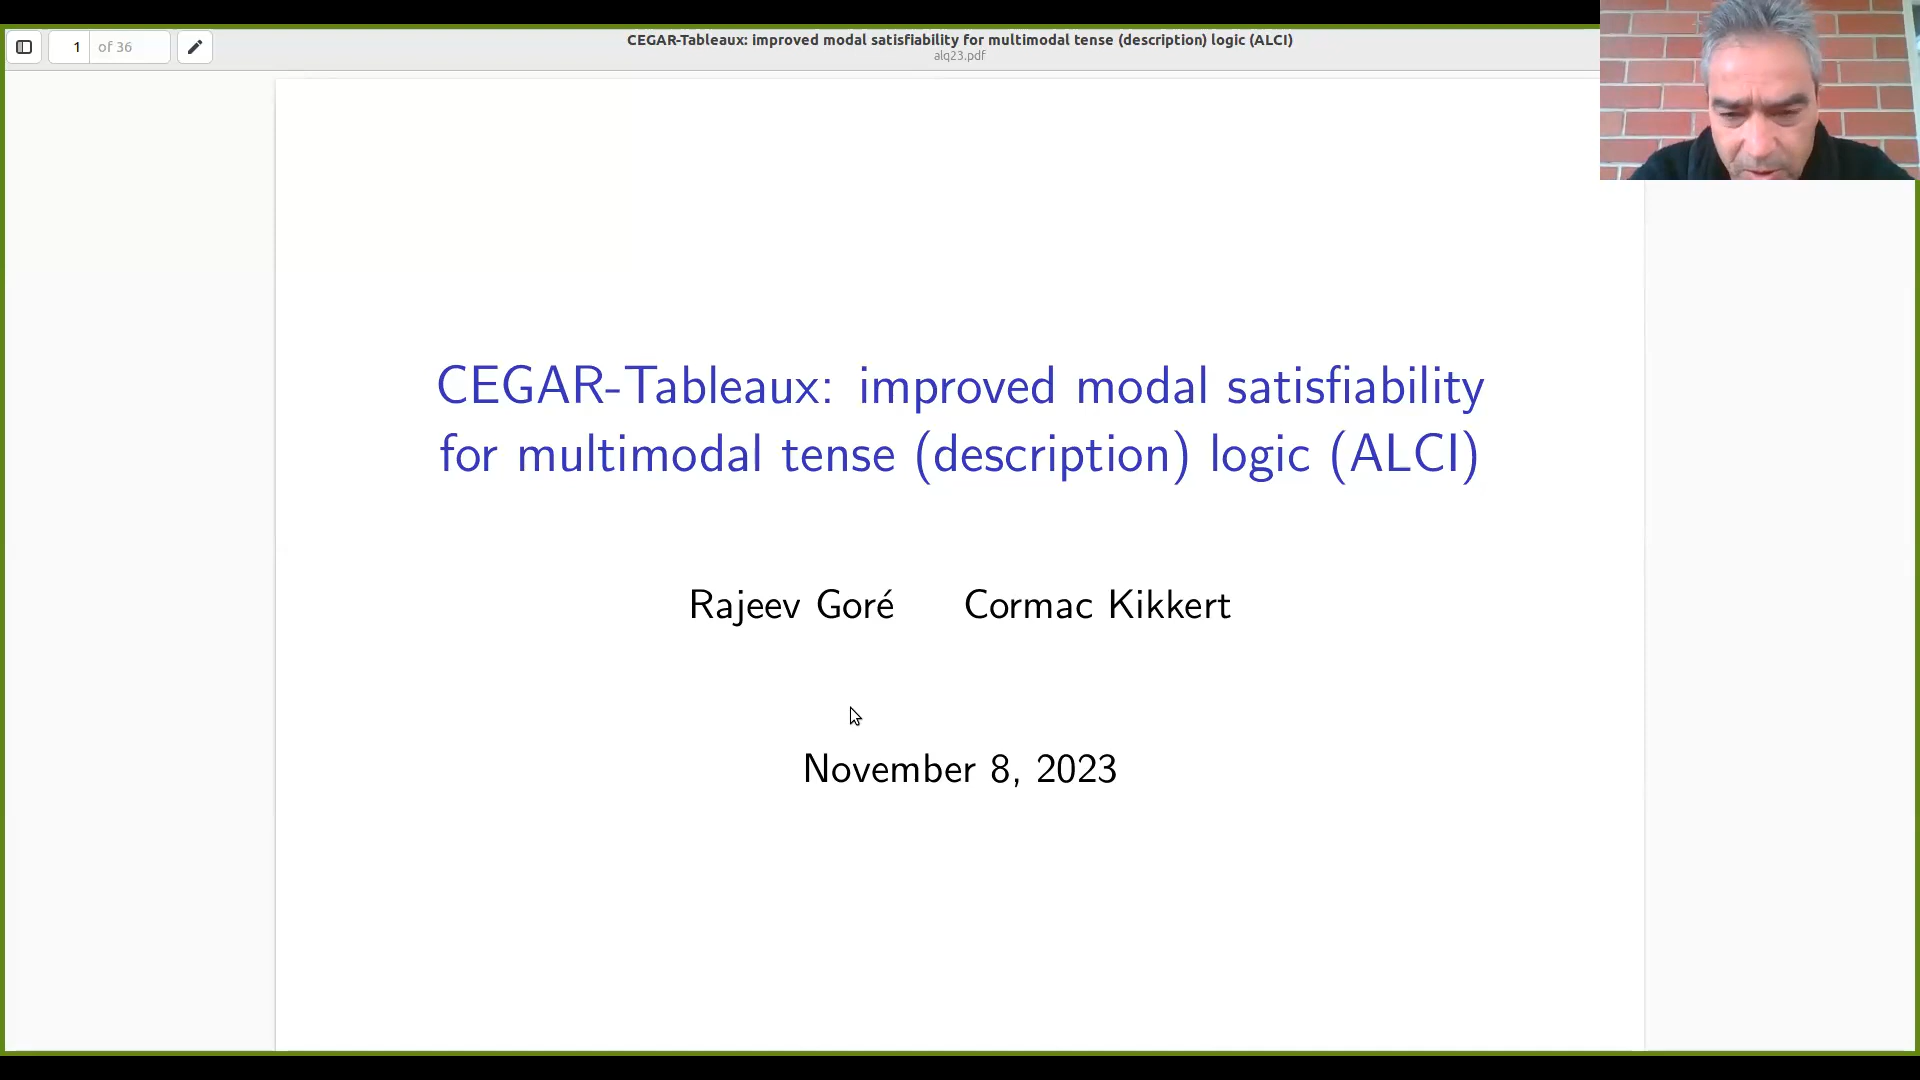 1 of 36
CEGAR-Tableaux: improved modal satisfiability for multimodal tense (description) logic (ALCI)
alq23.pdf
CEGAR-Tableaux: improved modal satisfiability
for multimodal tense (description) logic (ALCI)
Rajeev Goré Cormac Kikkert
November 8, 2023